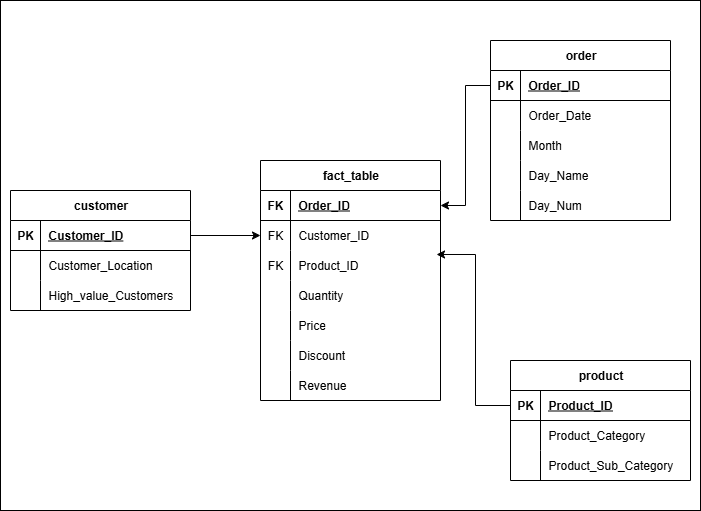 order
PK Order_ID
Order_Date
Month
Day_Name
Day_Num
fact_table
FK Order_ID
FK Customer_ID
FK Product_ID
Quantity
Price
Discount
Revenue
customer
PK Customer_ID
Customer_Location
High_value_Customers
product
PK Product_ID
Product_Category
Product_Sub_Category